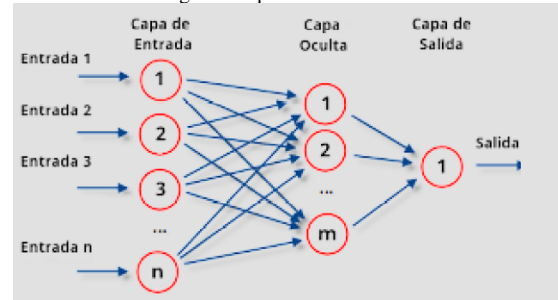 Capa de
Entrada
Capa
Oculta
Capa de
Salida
Entrada 1
1
Entrada 2
2
Entrada 3
3
...
Entrada n
n
1
2
...
m
1
Salida